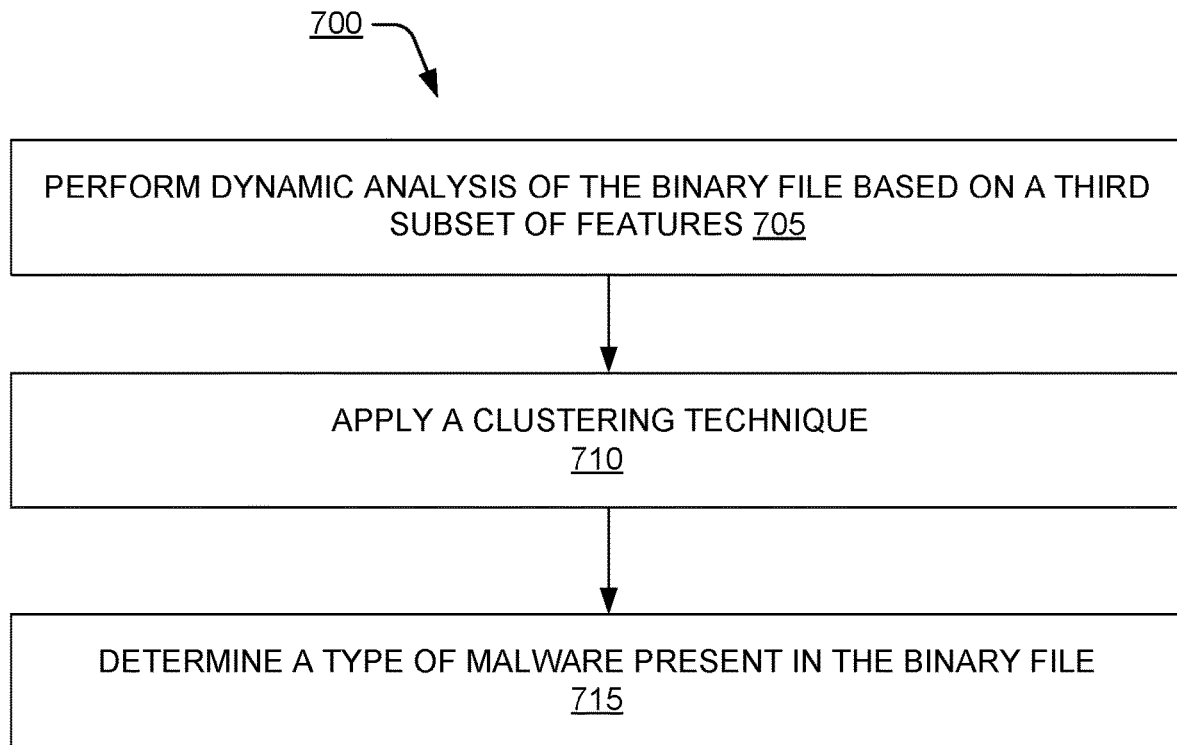 700
PERFORM DYNAMIC ANALYSIS OF THE BINARY FILE BASED ON A THIRD
SUBSET OF FEATURES 705
APPLY A CLUSTERING TECHNIQUE
710
DETERMINE A TYPE OF MALWARE PRESENT IN THE BINARY FILE
715